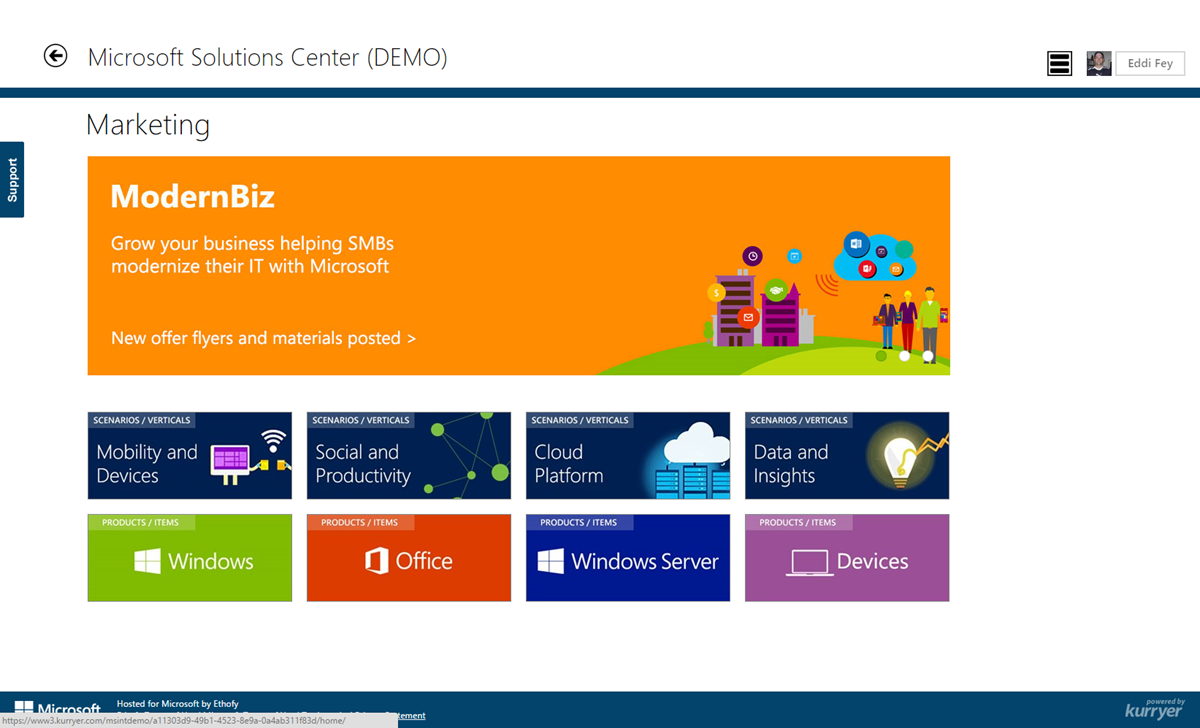 Microsoft Solutions Center (DEMO)
Eddi Fey
Marketing
Support
ModernBiz
Grow your business helping SMBs
modernize their IT with Microsoft
New offer flyers and materials posted >
SCENARIOS / VERTICALS
Mobility and
Devices
SCENARIOS / VERTICALS
Social and
Productivity
SCENARIOS / VERTICALS
Cloud
Platform
SCENARIOS / VERTICALS
Data and
Insights
PRODUCTS / ITEMS
Windows
PRODUCTS / ITEMS
Office
PRODUCTS / ITEMS
Windows Server
PRODUCTS / ITEMS
Devices
Microsoft
Hosted for Microsoft by Ethofy
https://www3.kurryer.com/msintdemo/a11303d9-49b1-4523-8e9a-0a4ab311f83d/home/
powered by
kurryer